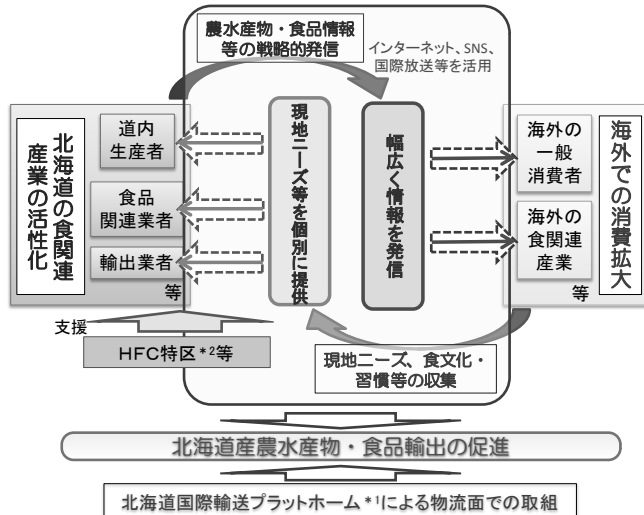 農水産物・食品情報
等の戦略的発信
インターネット、SNS、
国際放送等を活用
北海道の食関連
産業の活性化
道内
生産者
食品
関連業者
輸出業者
等
現地ニーズ等を個別に提供
幅広く情報を発信
海外の
一般
消費者
海外の
食関連
産業
等
海外での消費拡大
支援
HFC特区*2等
現地ニーズ、食文化・
習慣等の収集
北海道産農水産物・食品輸出の促進
北海道国際輸送プラットホーム*1による物流面での取組